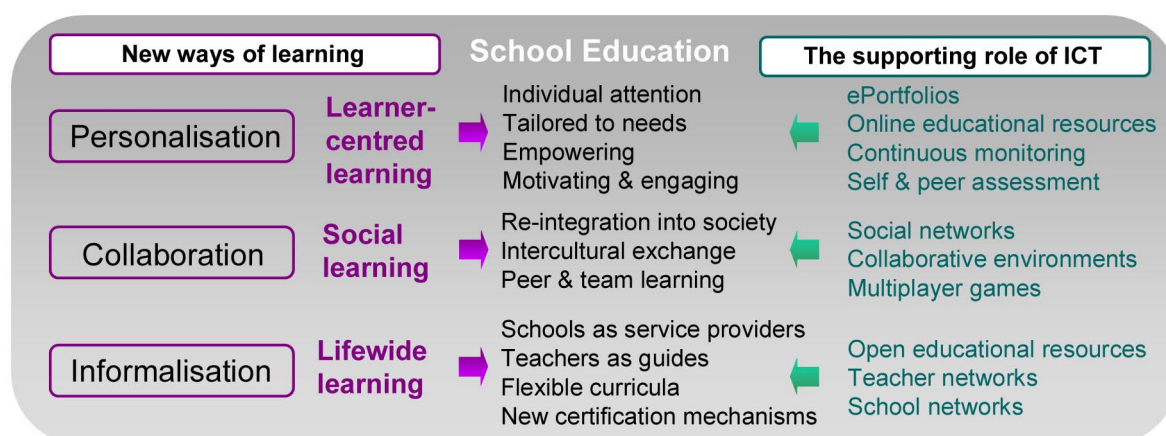 New ways of learning
School Education
The supporting role of ICT
Personalisation
Learner-
centred
learning
Individual attention
Tailored to needs
Empowering
Motivating & engaging
ePortfolios
Online educational resources
Continuous monitoring
Self & peer assessment
Collaboration
Social
learning
Re-integration into society
Intercultural exchange
Peer & team learning
Social networks
Collaborative environments
Multiplayer games
Informalisation
Lifewide
learning
Schools as service providers
Teachers as guides
Flexible curricula
New certification mechanisms
Open educational resources
Teacher networks
School networks